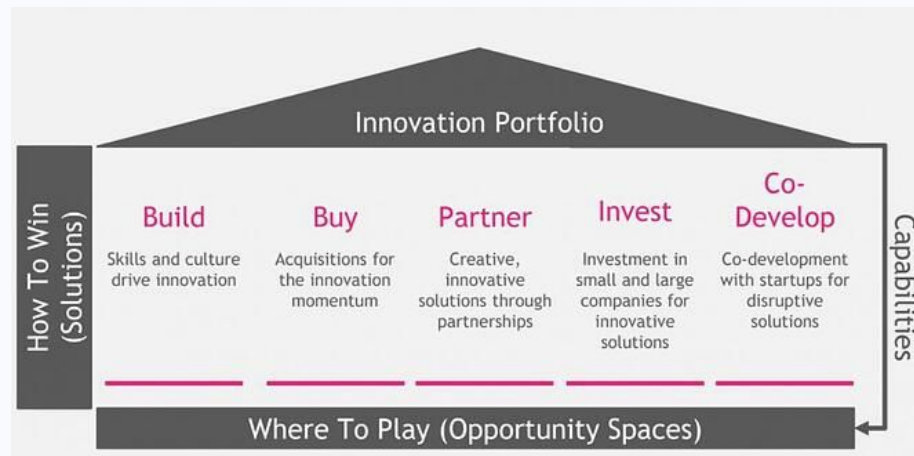 Innovation Portfolio
How To Win
(Solutions)
Build
Skills and culture
drive innovation
Buy
Acquisitions for
the innovation
momentum
Partner
Creative,
innovative
solutions through
partnerships
Invest
Investment in
small and large
companies for
innovative
solutions
Co-
Develop
Co-development
with startups for
disruptive
solutions
Capabilities
Where To Play (Opportunity Spaces)